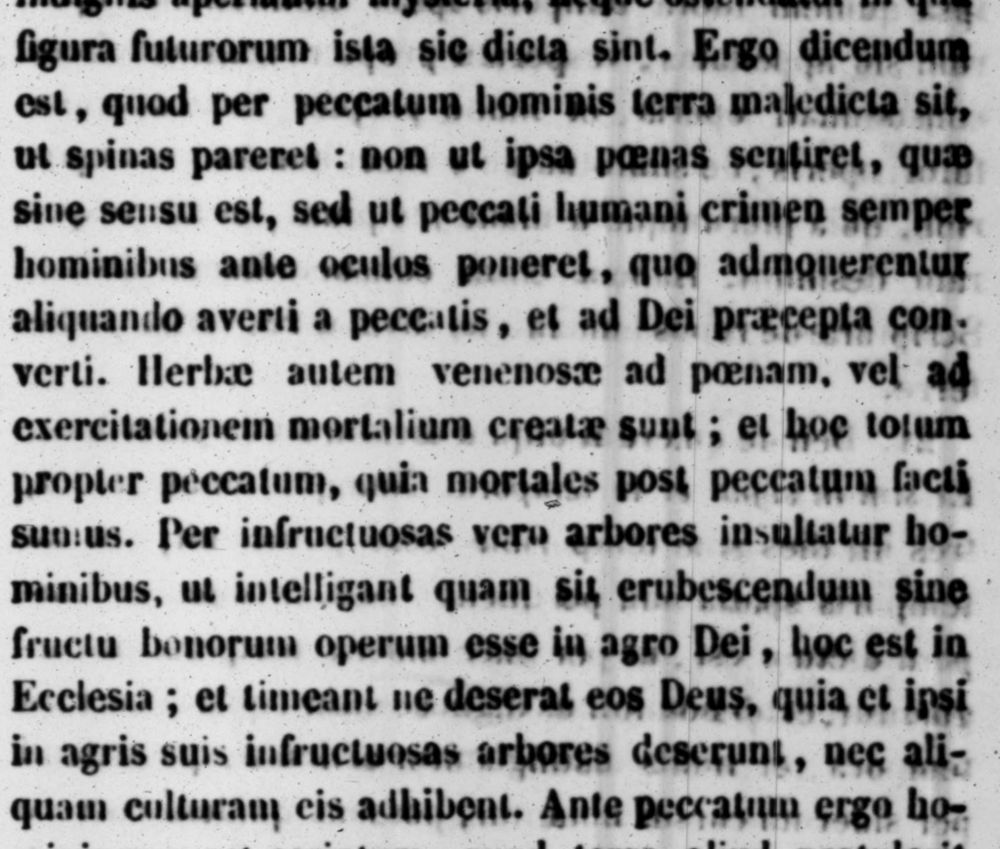 figura futurorum ista sic dicta sint. Ergo dicendum
est, quod per peccatum hominis terra maledicta sit,
ut spinas pareret : non ut ipsa pœnas sentiret, quæ
sine sensu est, sed ut peccati humani crimen semper
hominibus ante oculos poneret, quo admonerentur
aliquando averti a peccatis, et ad Dei præcepta con-
verti. Herbæ autem venenosæ ad pœnam, vel ad
exercitationem mortalium creatæ sunt ; et hoc totum
propter peccatum, quia mortales post peccatum facti
sumus. Per infructuosas vero arbores insultatur ho-
minibus, ut intelligant quam sit erubescendum sine
fructu bonorum operum esse in agro Dei, hoc est in
Ecclesia ; et timeant ne deserat eos Deus, quia et ipsi
in agris suis infructuosas arbores deserunt, nec ali-
quam culturam eis adhibent. Ante peccatum ergo ho-